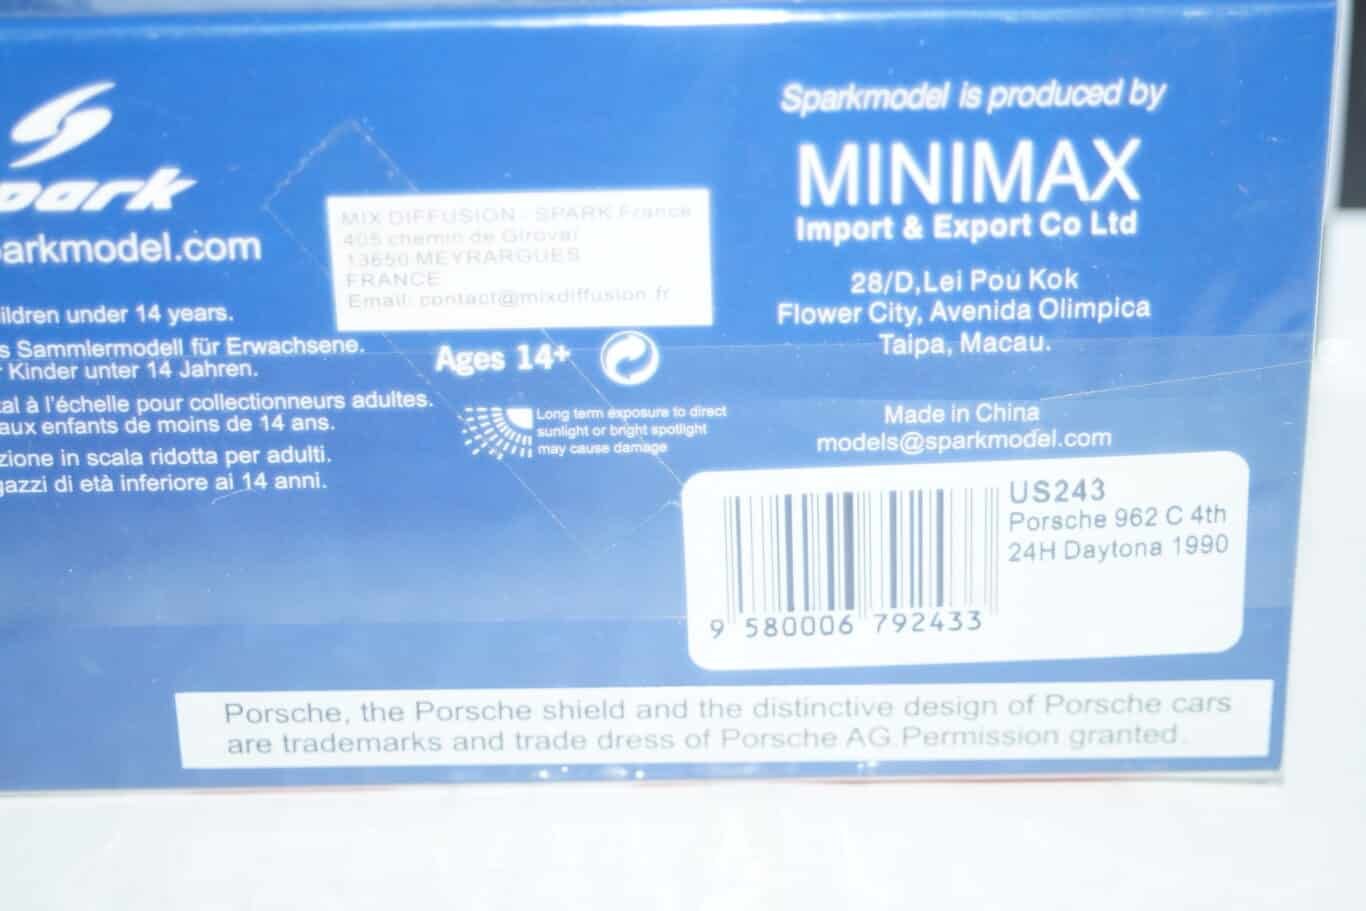 park
arkmodel.com
ildren under 14 years.
s Sammlermodell für Erwachsene.
r Kinder unter 14 Jahren.
tal à l'échelle pour collectionneurs adultes.
aux enfants de moins de 14 ans.
zione in scala ridotta per adulti.
gazzi di età inferiore ai 14 anni.
MIX DIFFUSION - SPARK France
405 chemin de Giroval
13650 MEYRARGUES
FRANCE
Email: contact@mixdiffusion.fr
Ages 14+
Long term exposure to direct
sunlight or bright spotlight
may cause damage
Sparkmodel is produced by
MINIMAX
Import & Export Co Ltd
28/D,Lei Pou Kok
Flower City, Avenida Olimpica
Taipa, Macau.
Made in China
models@sparkmodel.com
US243
Porsche 962 C 4th
24H Daytona 1990
9 580006 792433
Porsche, the Porsche shield and the distinctive design of Porsche cars
are trademarks and trade dress of Porsche AG.Permission granted.